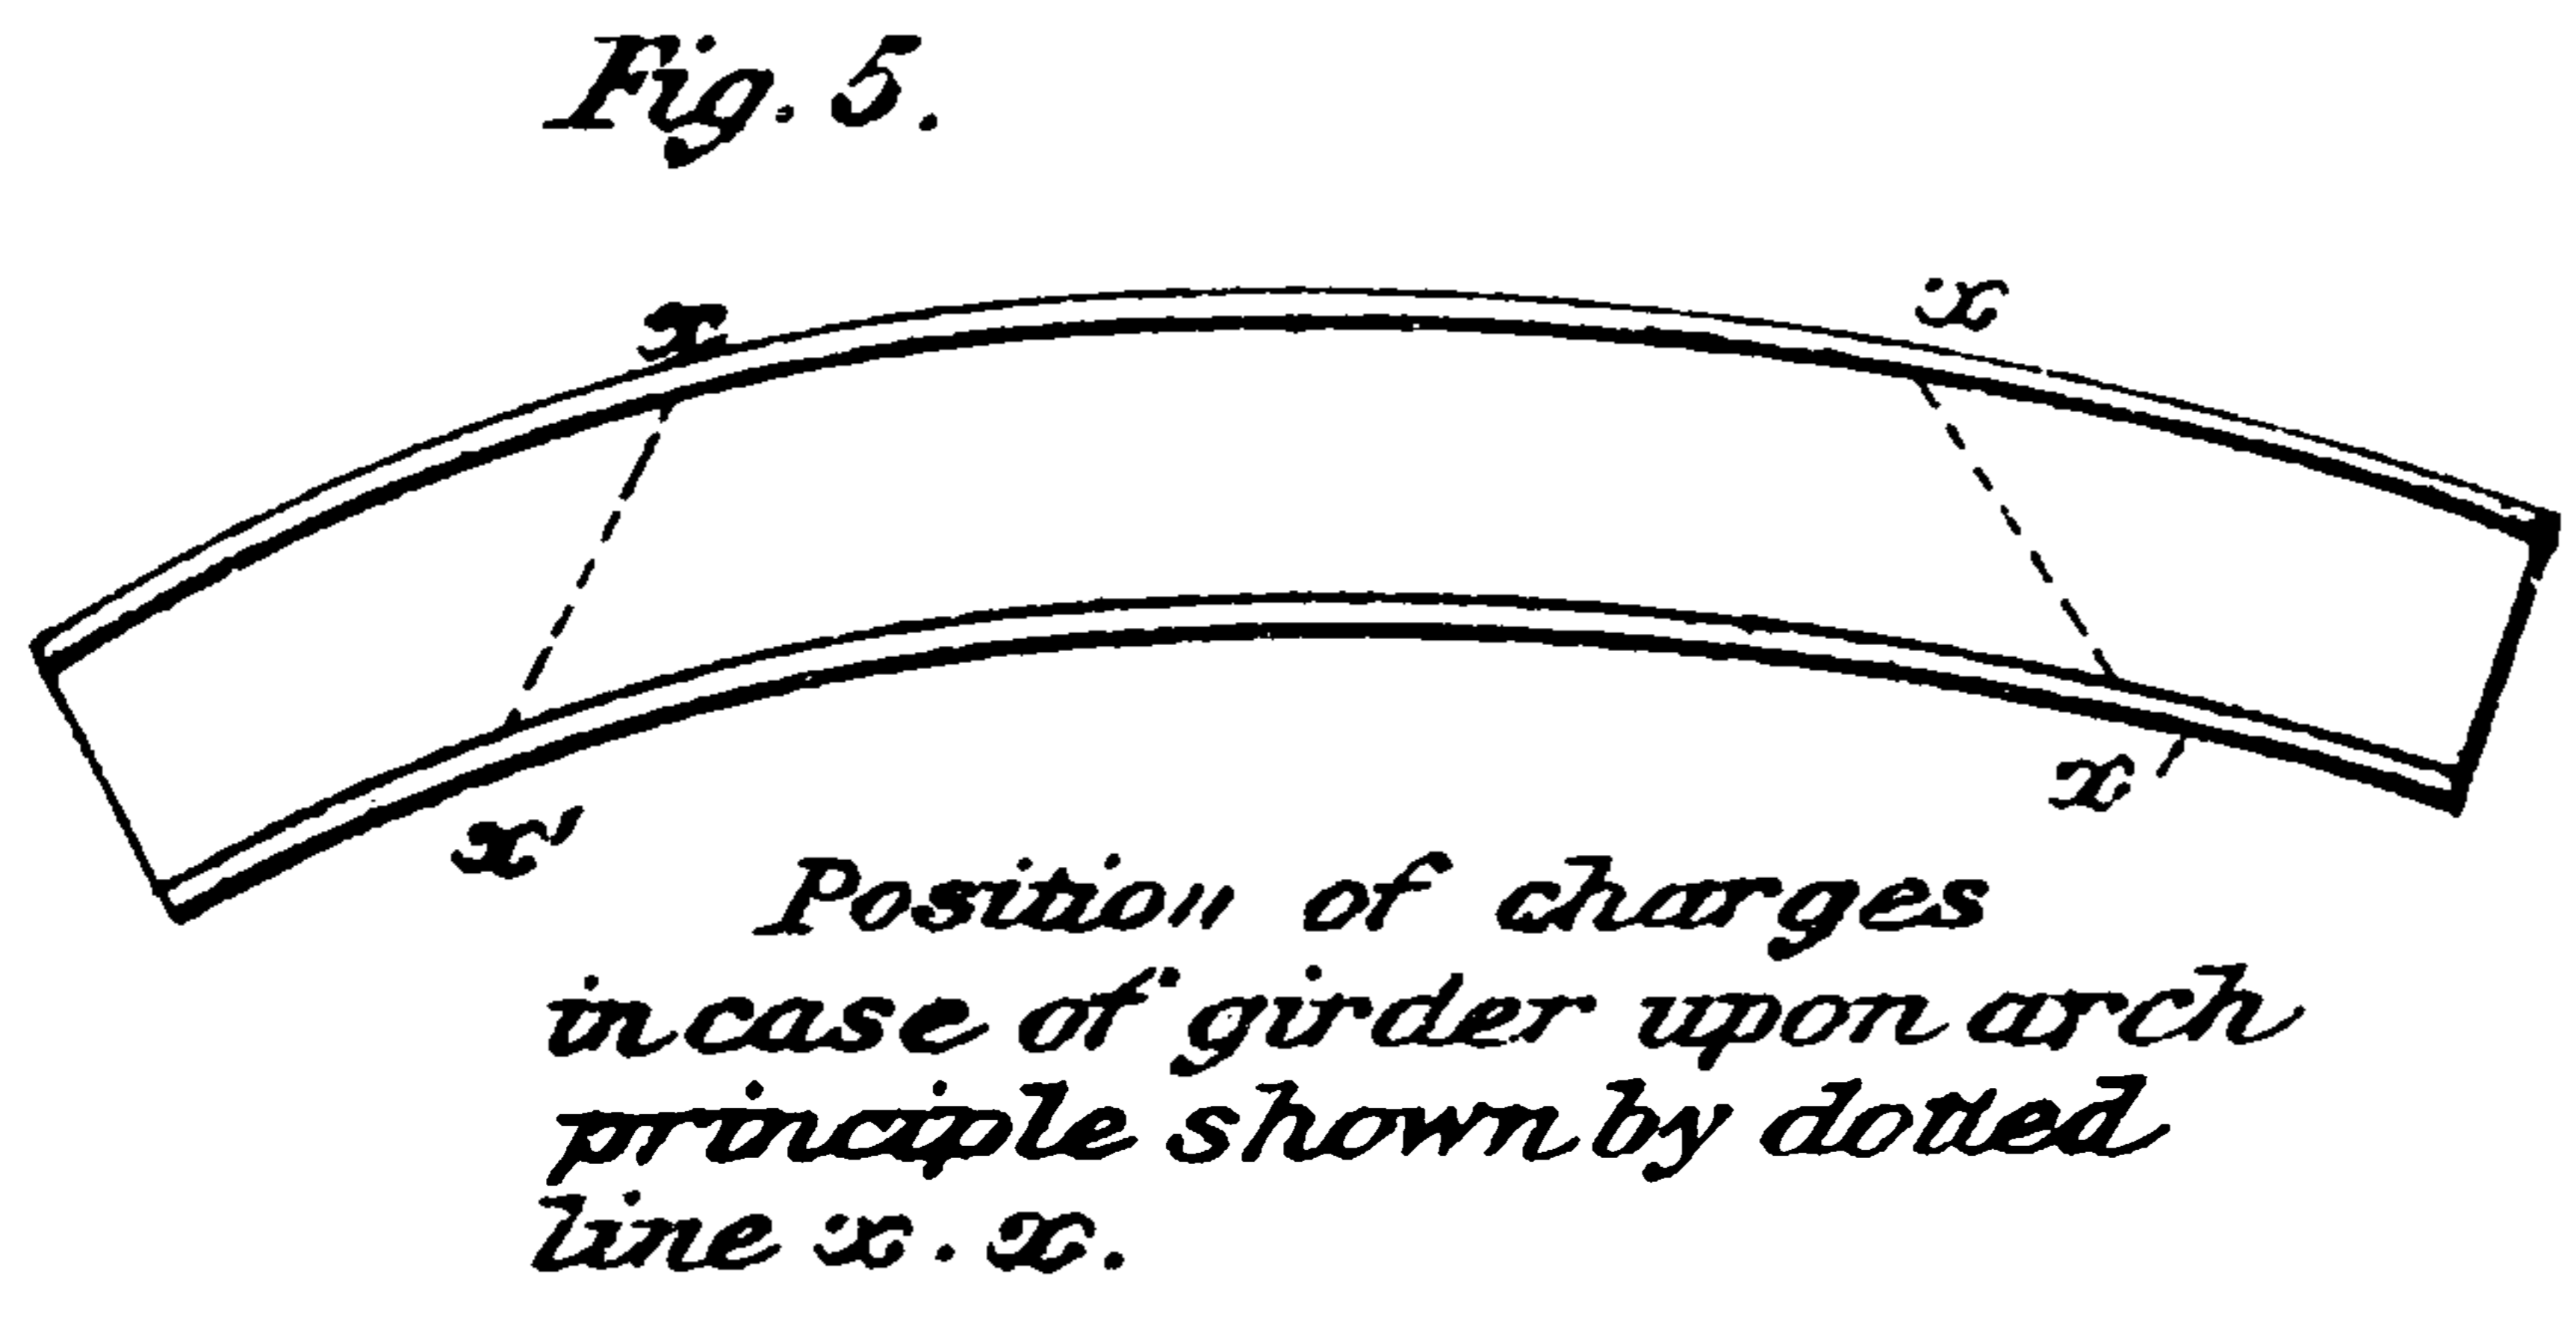 Fig. 5.
x x
x' x'
Position of charges
in case of girder upon arch
principle shown by dotted
line x. x.